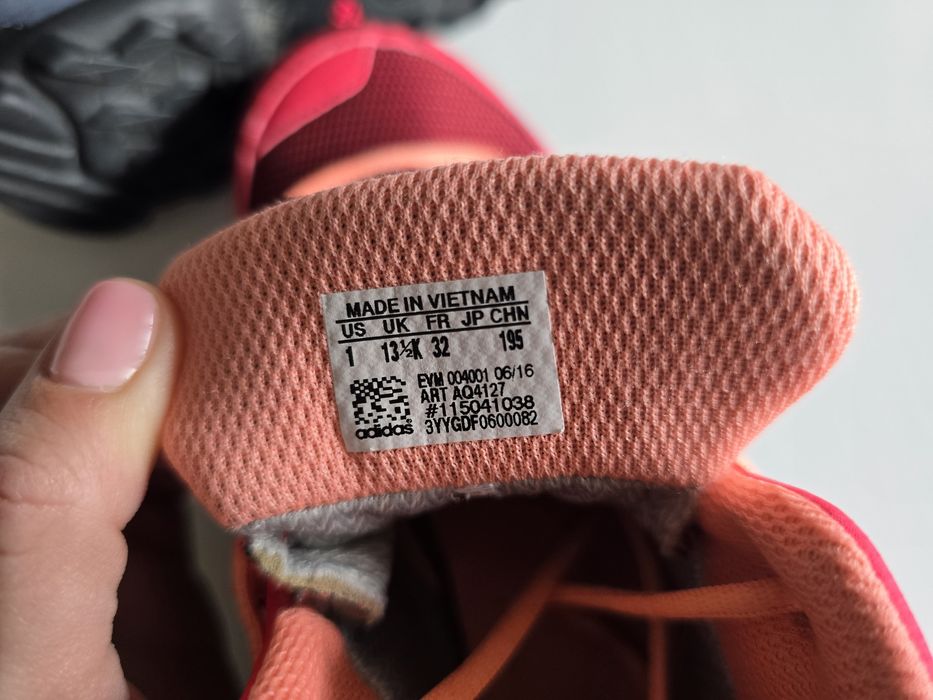 MADE IN VIETNAM
US UK FR JP CHN
1 13½K 32 195
EVM 004001 06/16
ART AQ4127
#115041038
adidas 3YYGDF0600082